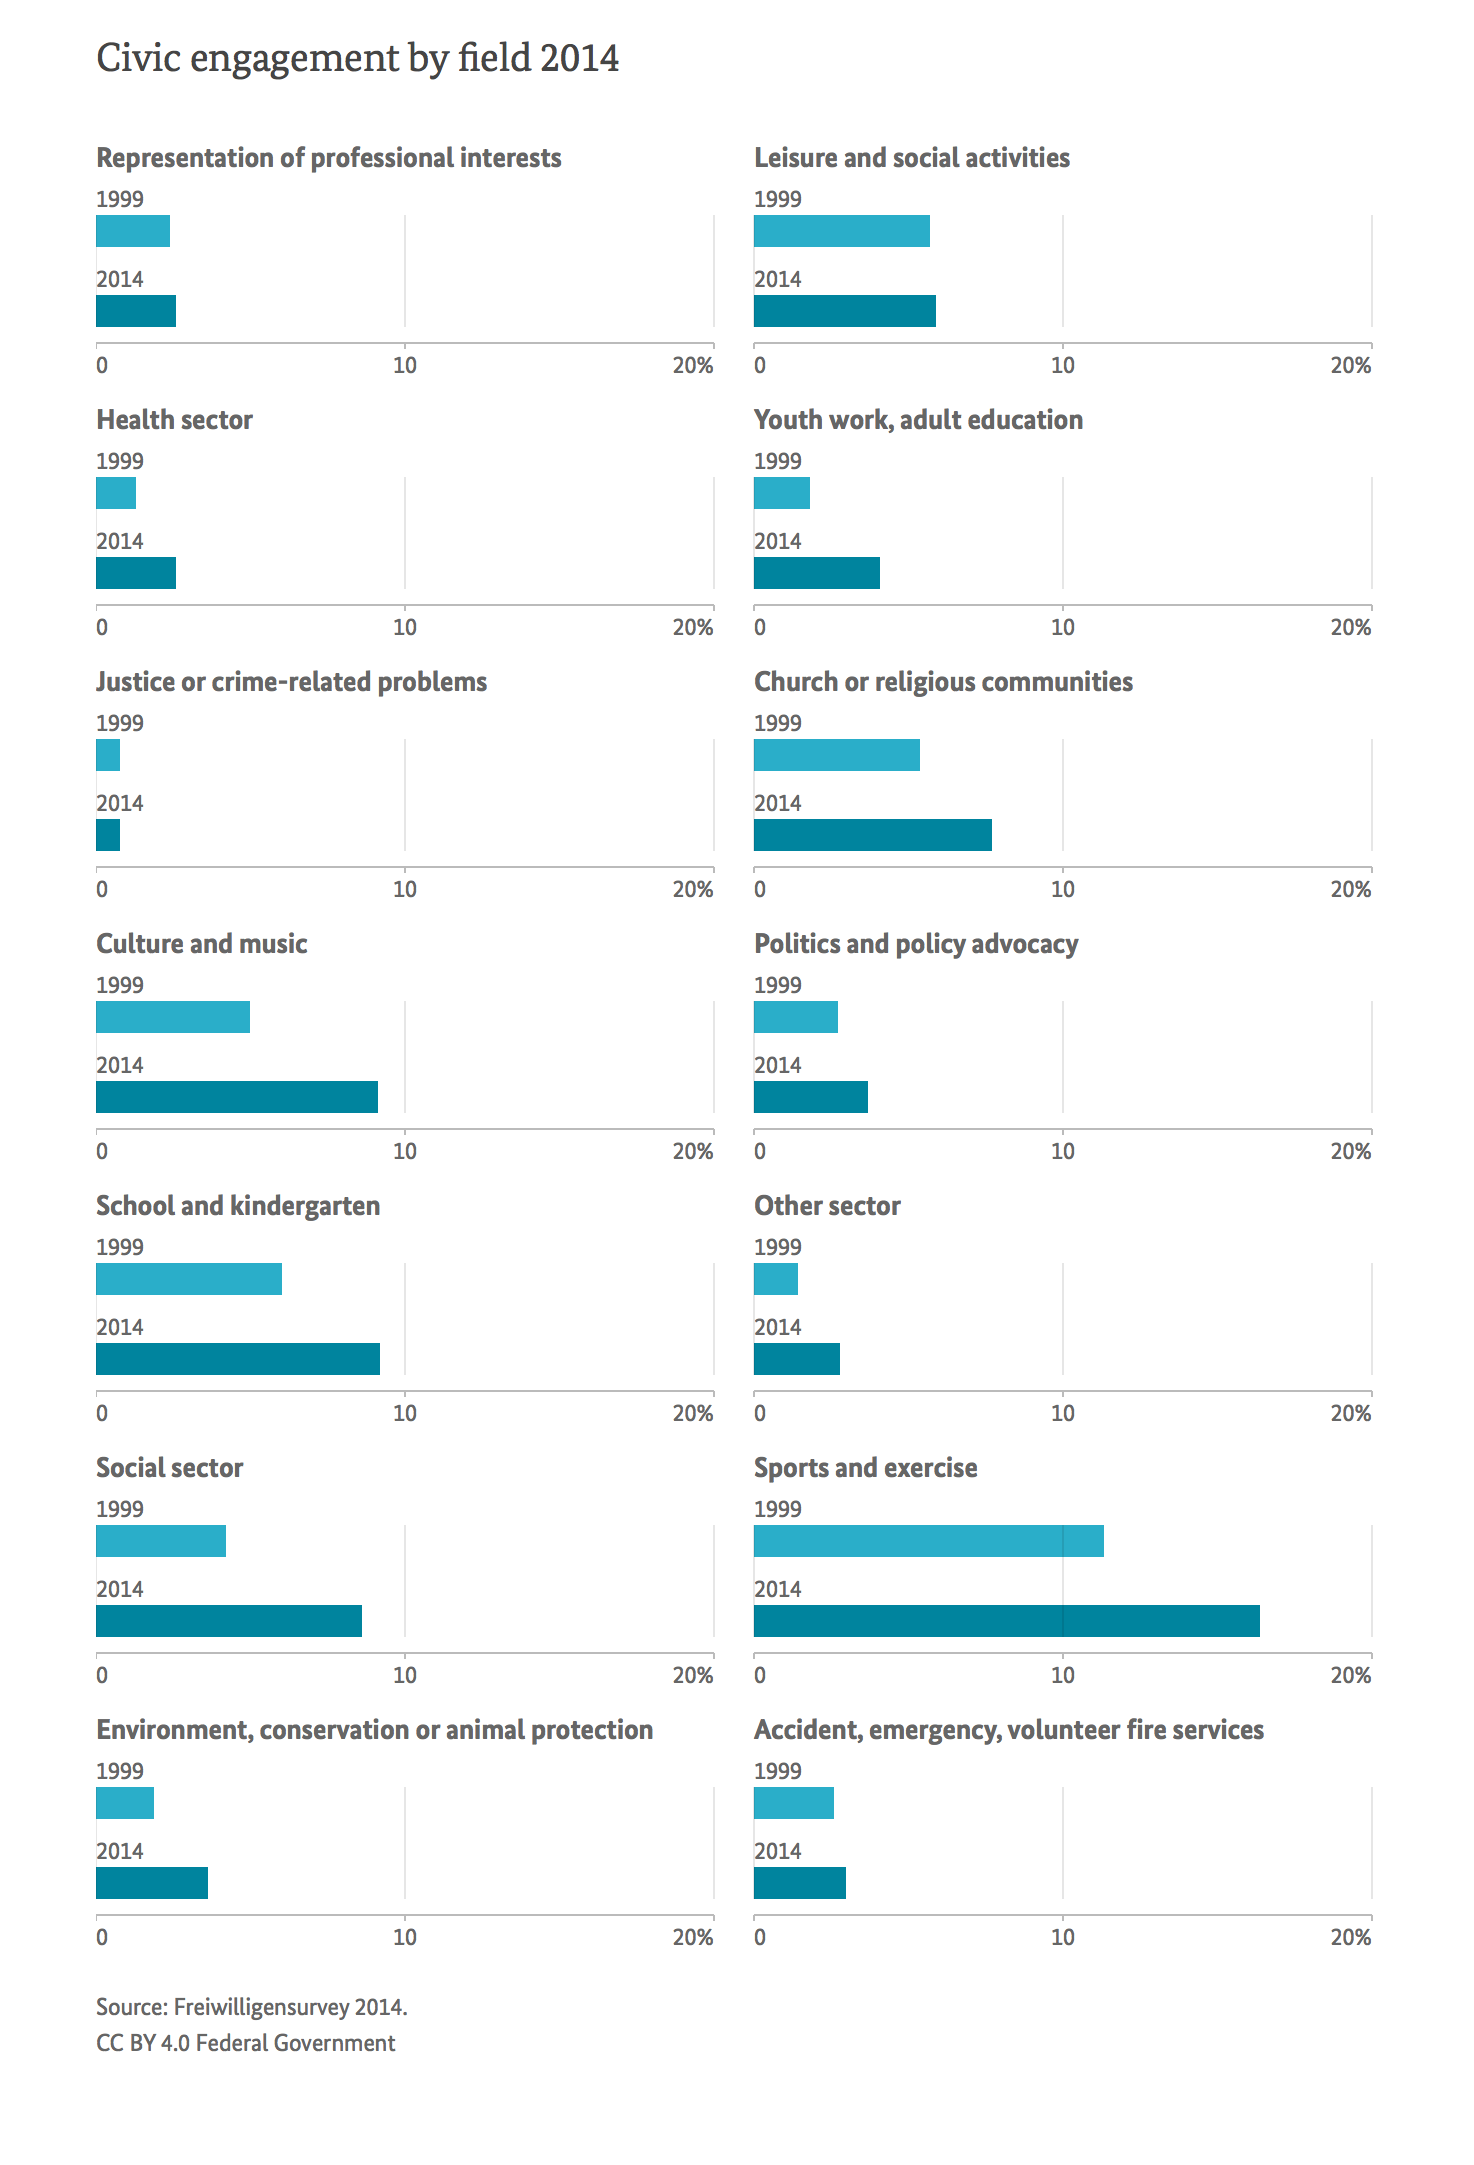 Civic engagement by field 2014
Representation of professional interests
1999
2014
0 10 20%
Leisure and social activities
1999
2014
0 10 20%
Health sector
1999
2014
0 10 20%
Youth work, adult education
1999
2014
0 10 20%
Justice or crime-related problems
1999
2014
0 10 20%
Church or religious communities
1999
2014
0 10 20%
Culture and music
1999
2014
0 10 20%
Politics and policy advocacy
1999
2014
0 10 20%
School and kindergarten
1999
2014
0 10 20%
Other sector
1999
2014
0 10 20%
Social sector
1999
2014
0 10 20%
Sports and exercise
1999
2014
0 10 20%
Environment, conservation or animal protection
1999
2014
0 10 20%
Accident, emergency, volunteer fire services
1999
2014
0 10 20%
Source: Freiwilligensurvey 2014.
CC BY 4.0 Federal Government